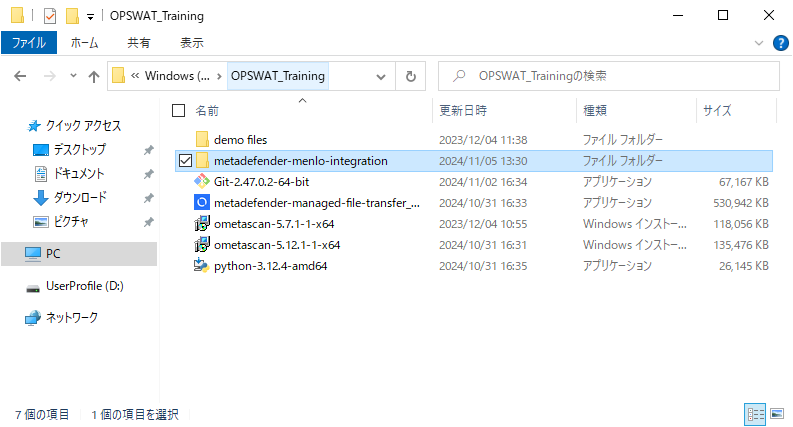 OPSWAT_Training
ファイル ホーム 共有 表示
« Windows (... › OPSWAT_Training OPSWAT_Trainingの検索
名前 更新日時 種類 サイズ
クイック アクセス
デスクトップ
ドキュメント
ダウンロード
ピクチャ
PC
UserProfile (D:)
ネットワーク
demo files 2023/12/04 11:38 ファイル フォルダー
metadefender-menlo-integration 2024/11/05 13:30 ファイル フォルダー
Git-2.47.0.2-64-bit 2024/11/02 16:34 アプリケーション 67,167 KB
metadefender-managed-file-transfer_... 2024/10/31 16:33 アプリケーション 530,942 KB
ometascan-5.7.1-1-x64 2023/12/04 10:55 Windows インストー... 118,056 KB
ometascan-5.12.1-1-x64 2024/10/31 16:31 Windows インストー... 135,476 KB
python-3.12.4-amd64 2024/10/31 16:35 アプリケーション 26,145 KB
7 個の項目 1 個の項目を選択